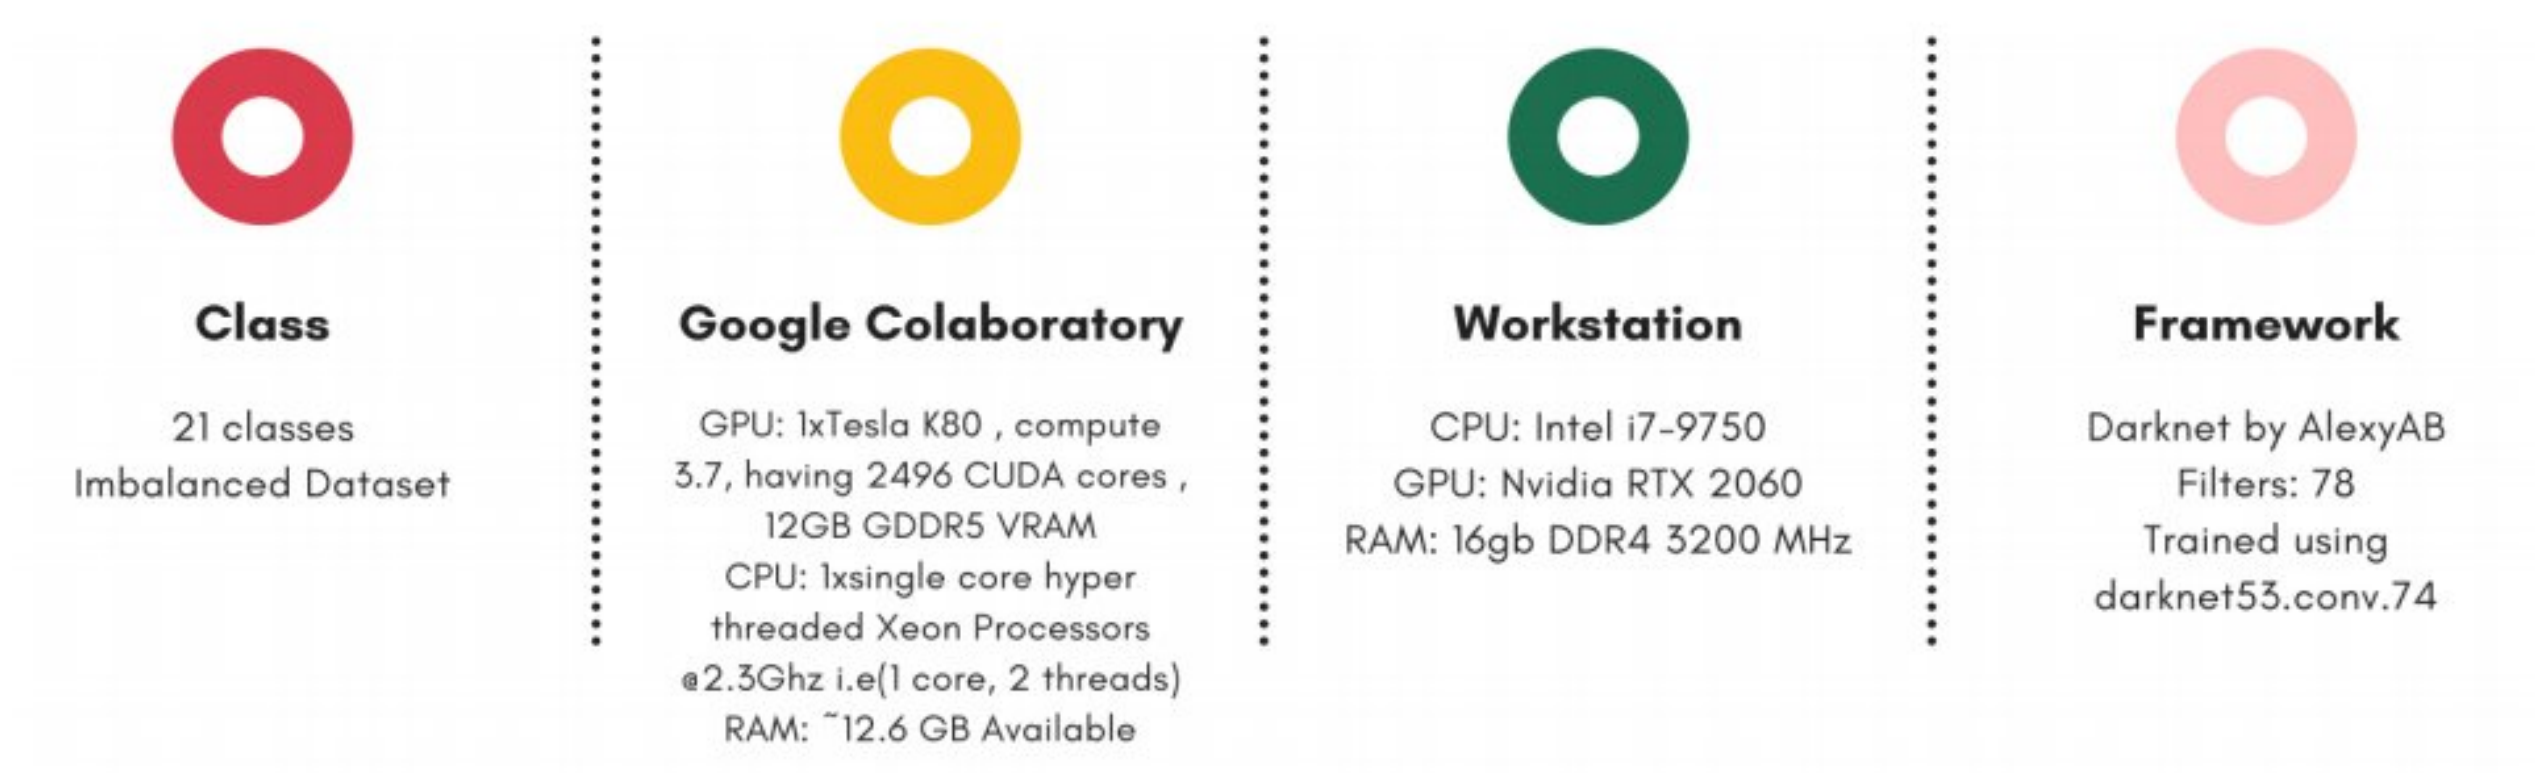 Class
21 classes
Imbalanced Dataset
Google Colaboratory
GPU: 1xTesla K80 , compute
3.7, having 2496 CUDA cores ,
12GB GDDR5 VRAM
CPU: 1xsingle core hyper
threaded Xeon Processors
@2.3Ghz i.e(1 core, 2 threads)
RAM: ~12.6 GB Available
Workstation
CPU: Intel i7-9750
GPU: Nvidia RTX 2060
RAM: 16gb DDR4 3200 MHz
Framework
Darknet by AlexyAB
Filters: 78
Trained using
darknet53.conv.74